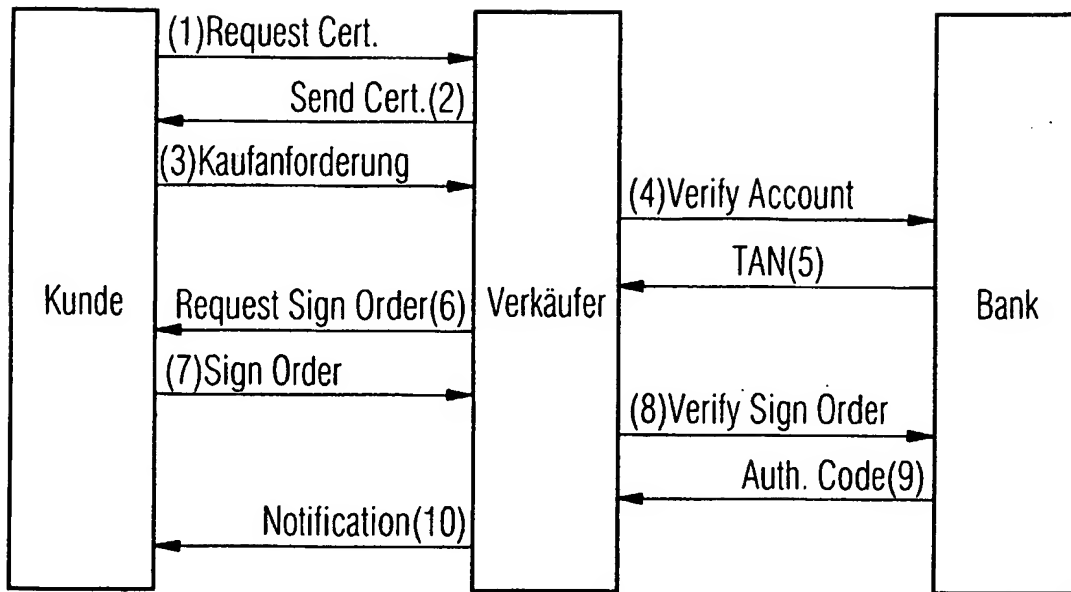 (1)Request Cert.
Send Cert.(2)
(3)Kaufanforderung
(4)Verify Account
TAN(5)
Kunde
Request Sign Order(6)
Verkäufer
Bank
(7)Sign Order
(8)Verify Sign Order
Auth. Code(9)
Notification(10)